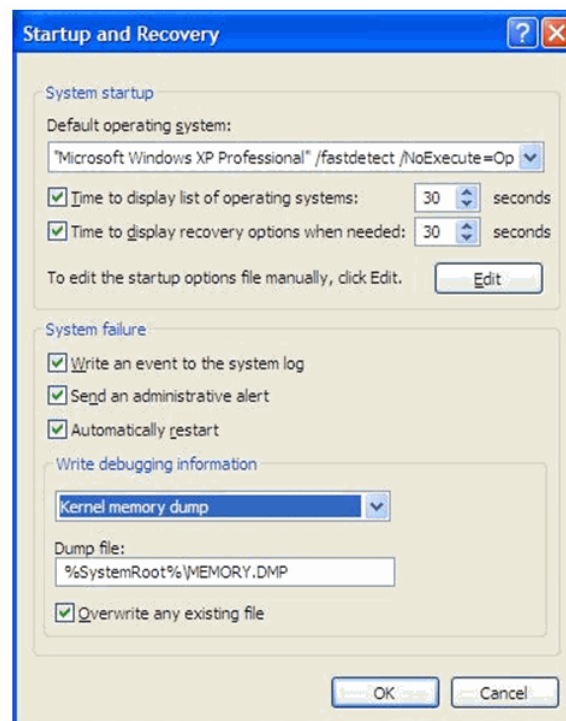 Startup and Recovery
System startup
Default operating system:
"Microsoft Windows XP Professional" /fastdetect /NoExecute=Op
Time to display list of operating systems: 30 seconds
Time to display recovery options when needed: 30 seconds
To edit the startup options file manually, click Edit. Edit
System failure
Write an event to the system log
Send an administrative alert
Automatically restart
Write debugging information
Kernel memory dump
Dump file:
%SystemRoot%\MEMORY.DMP
Overwrite any existing file
OK Cancel